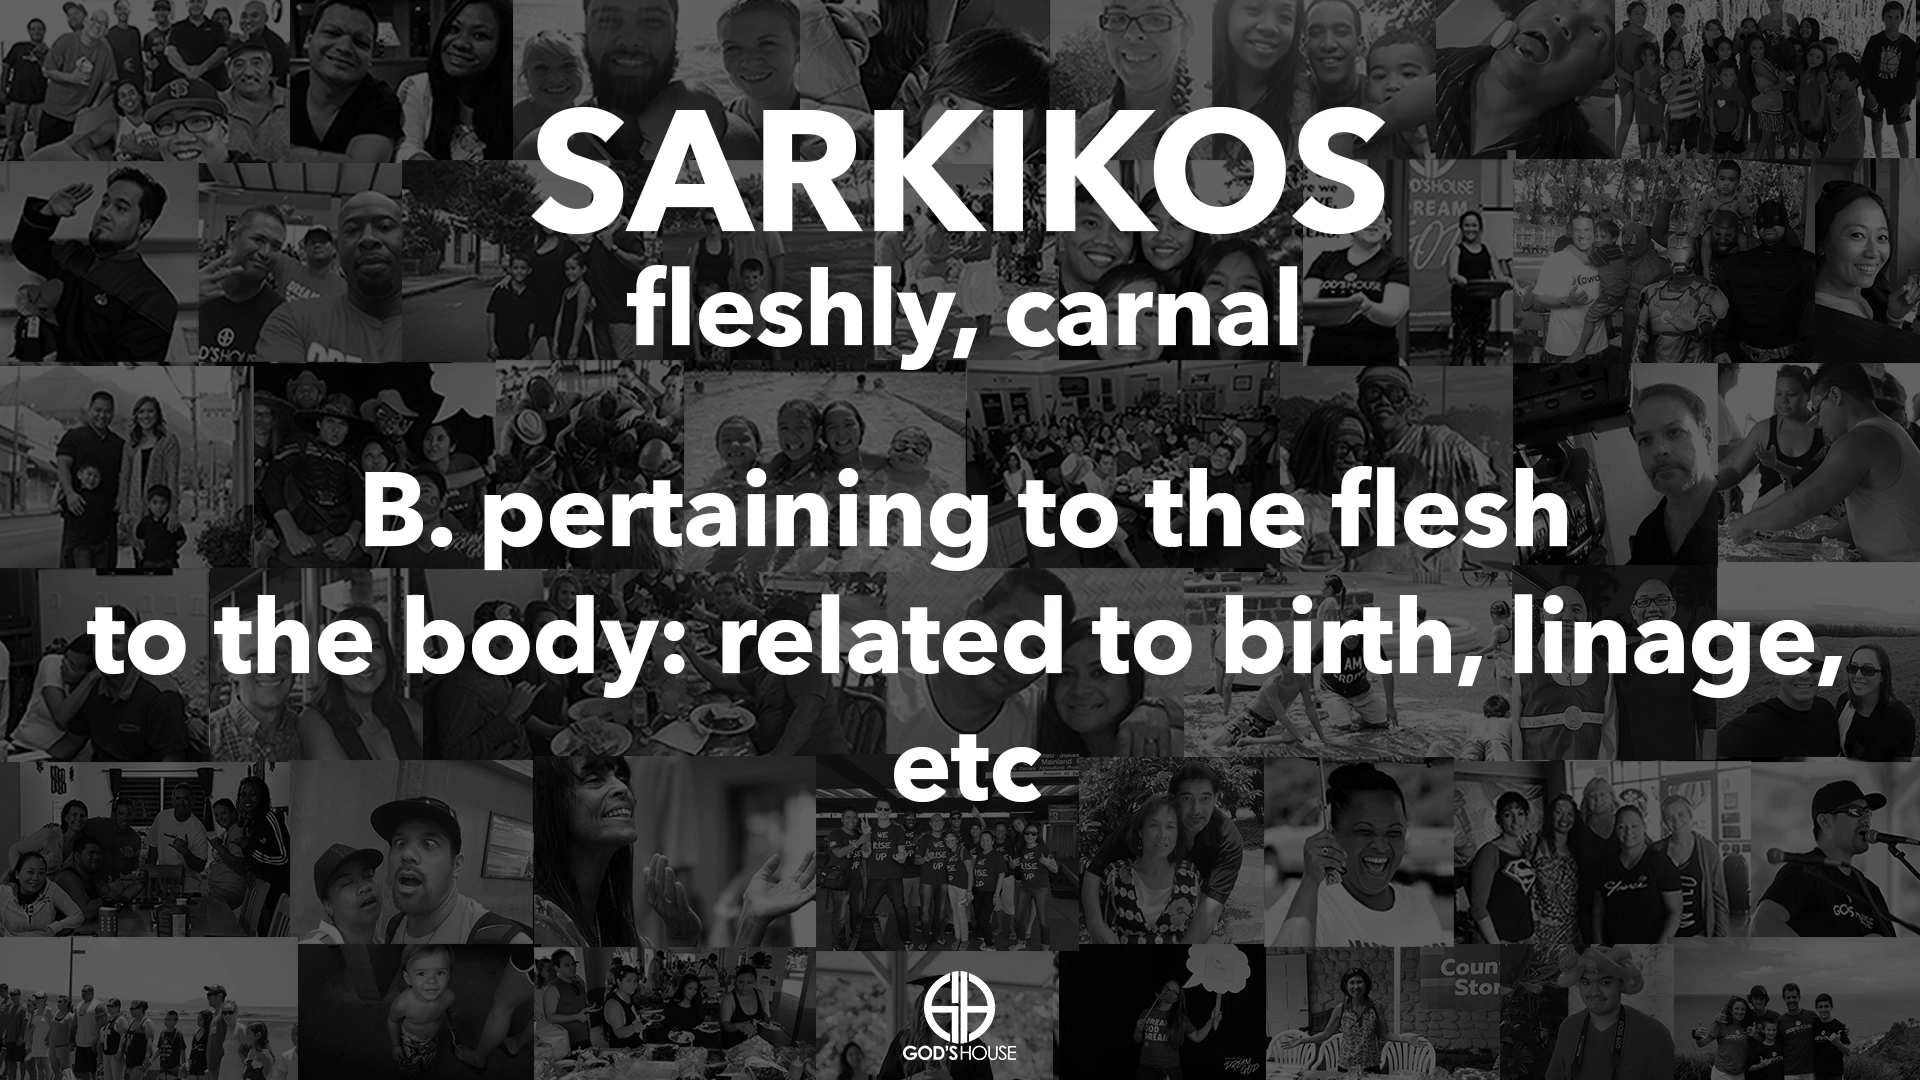 SARKIKOS
fleshly, carnal
B. pertaining to the flesh
to the body: related to birth, linage,
etc
GOD'S HOUSE